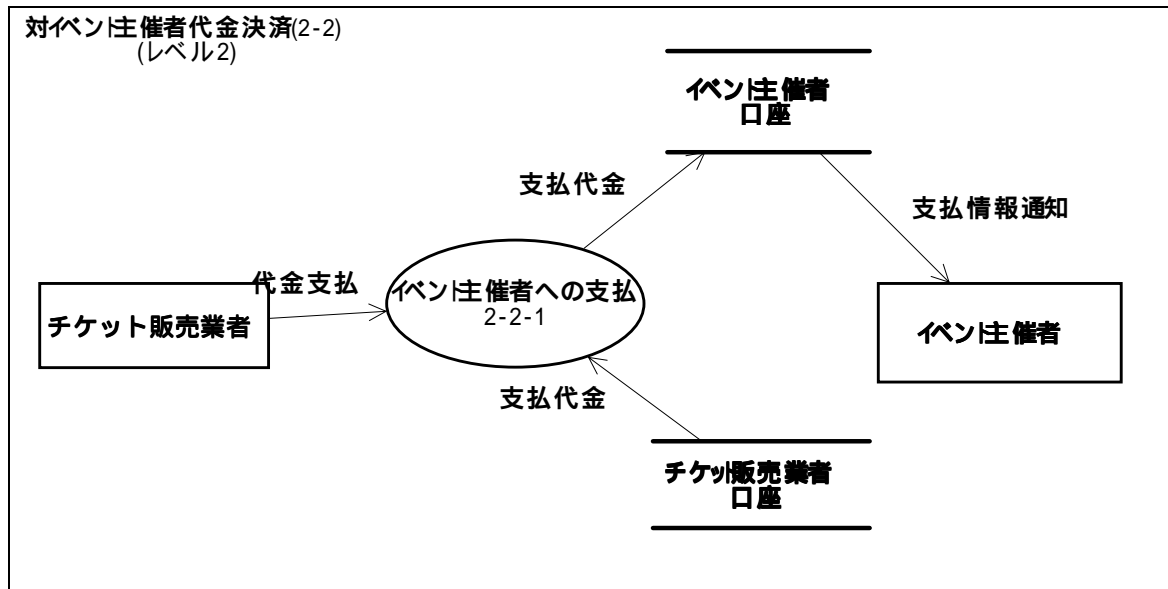 対イベント主催者代金決済(2-2)
(レベル2)
イベント主催者
口座
支払代金
支払情報通知
代金支払
イベント主催者への支払
2-2-1
チケット販売業者
イベント主催者
支払代金
チケット販売業者
口座